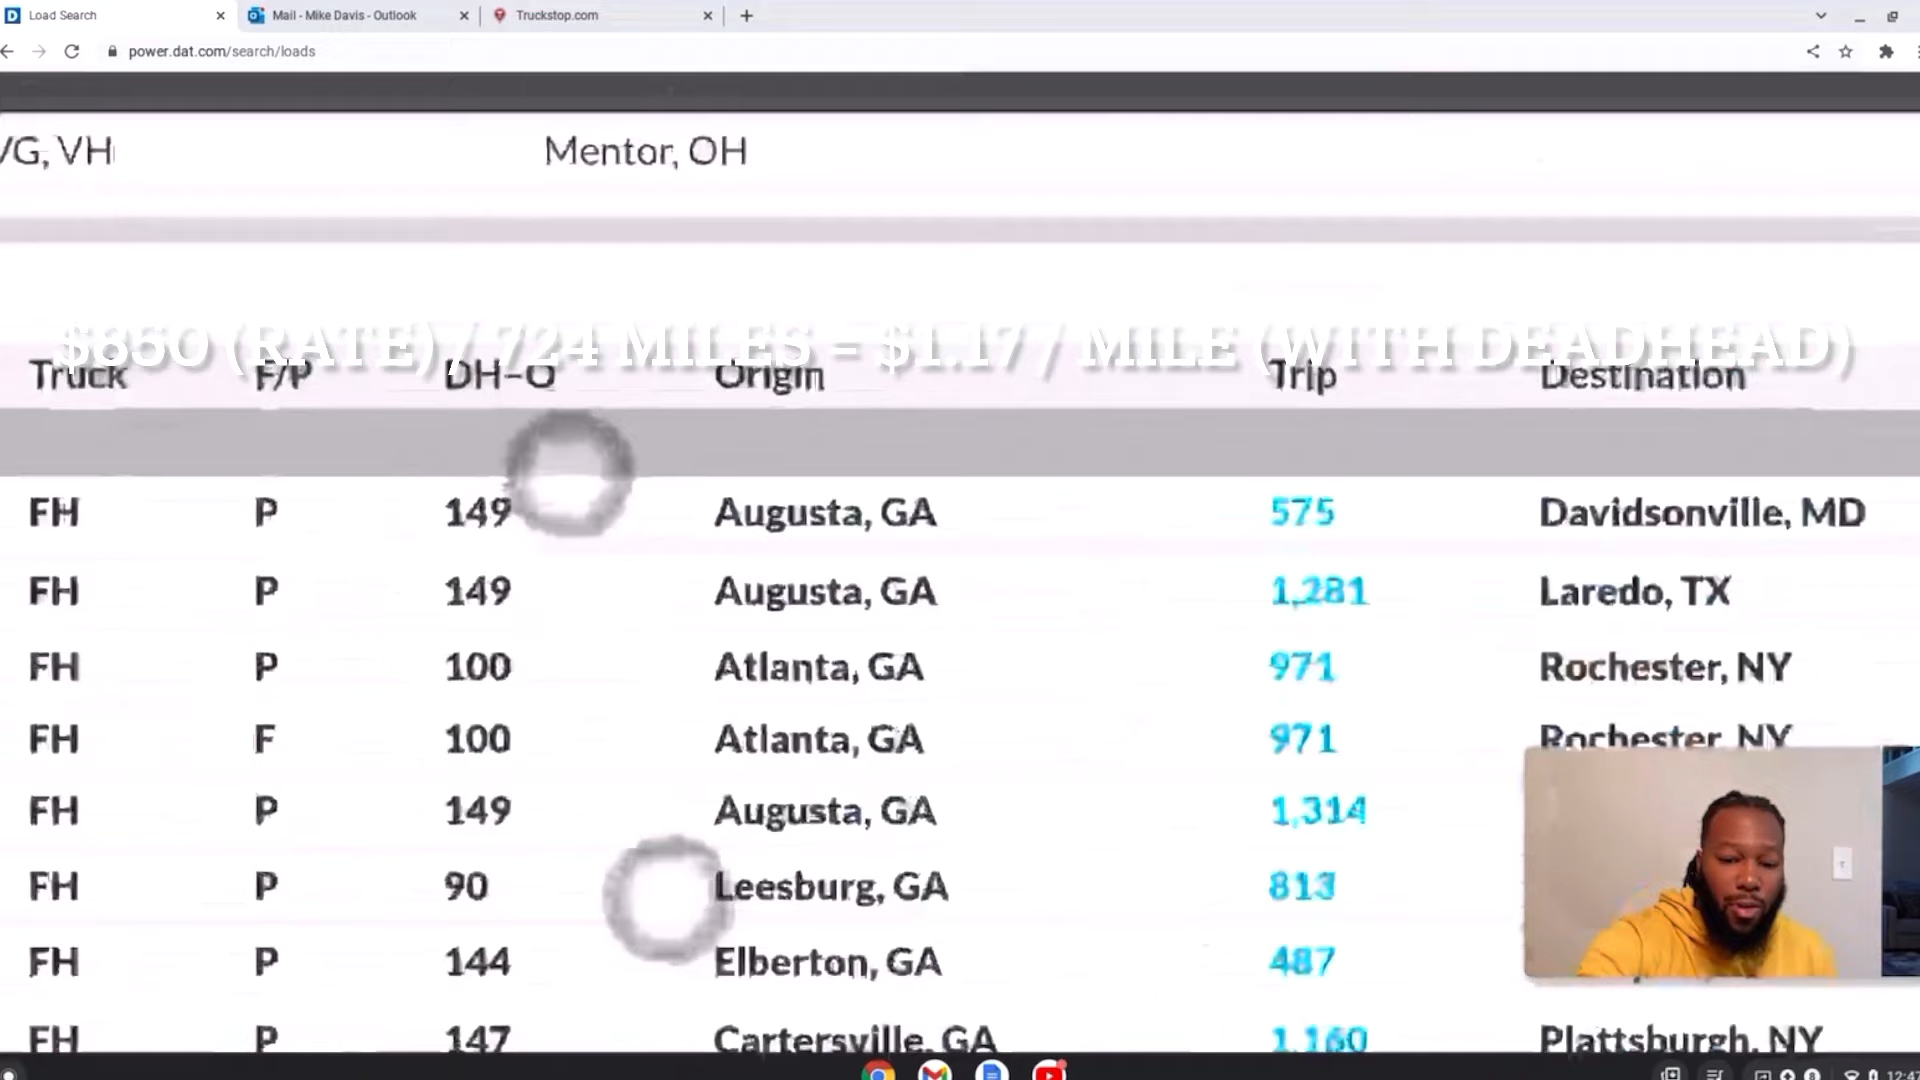 Load Search
Mail - Mike Davis - Outlook
Truckstop.com
power.dat.com/search/loads
VG, VH
Mentor, OH
$850 (RATE) / 724 MILES = $1.17 / MILE (WITH DEADHEAD)
Truck F/P DH-O Origin Trip Destination
FH P 149 Augusta, GA 575 Davidsonville, MD
FH P 149 Augusta, GA 1,281 Laredo, TX
FH P 100 Atlanta, GA 971 Rochester, NY
FH F 100 Atlanta, GA 971 Rochester, NY
FH P 149 Augusta, GA 1,314
FH P 90 Leesburg, GA 813
FH P 144 Elberton, GA 487
FH P 147 Cartersville, GA 1,160 Plattsburgh, NY